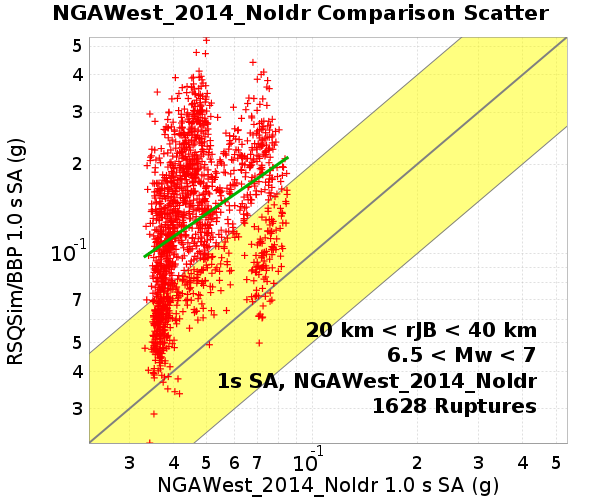 NGAWest_2014_NoIdr Comparison Scatter
RSQSim/BBP 1.0 s SA (g)
5
4
3
2
10⁻¹
7
5
4
3
20 km < rJB < 40 km
6.5 < Mw < 7
1s SA, NGAWest_2014_NoIdr
1628 Ruptures
3 4 5 6 7 10⁻¹ 2 3 4 5
NGAWest_2014_NoIdr 1.0 s SA (g)